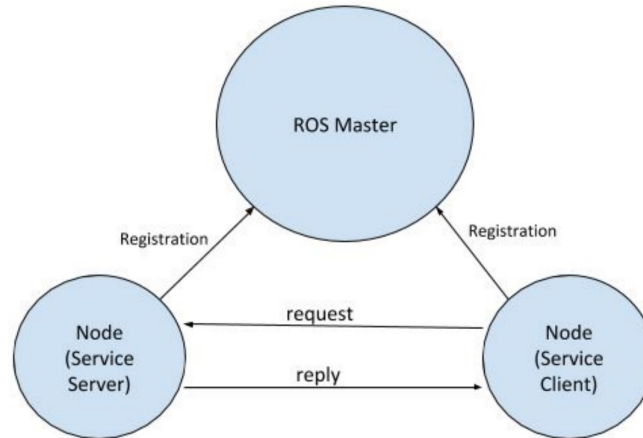 ROS Master
Registration
Registration
Node
(Service
Server)
request
reply
Node
(Service
Client)